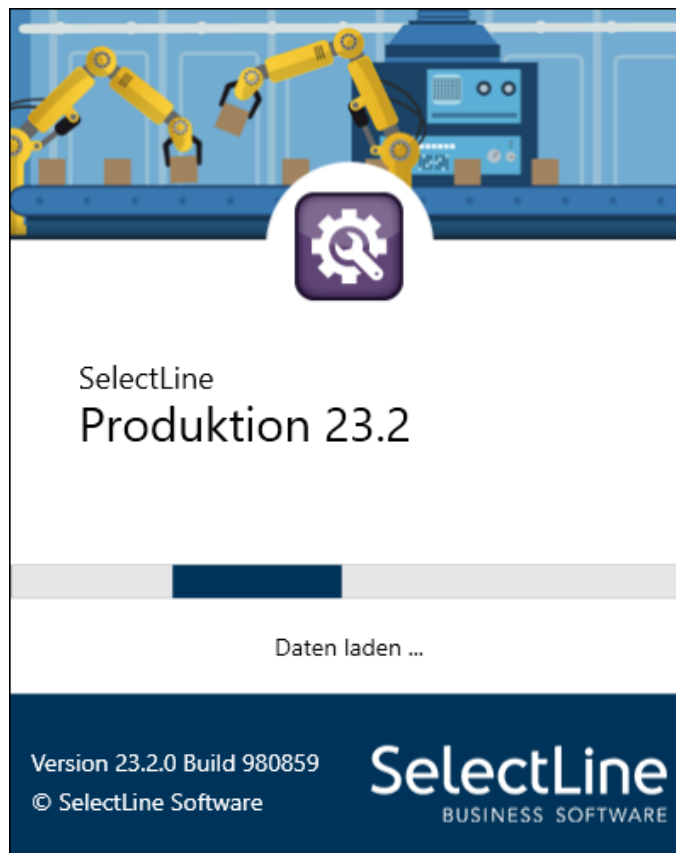 SelectLine
Produktion 23.2
Daten laden ...
Version 23.2.0 Build 980859
© SelectLine Software
SelectLine
BUSINESS SOFTWARE